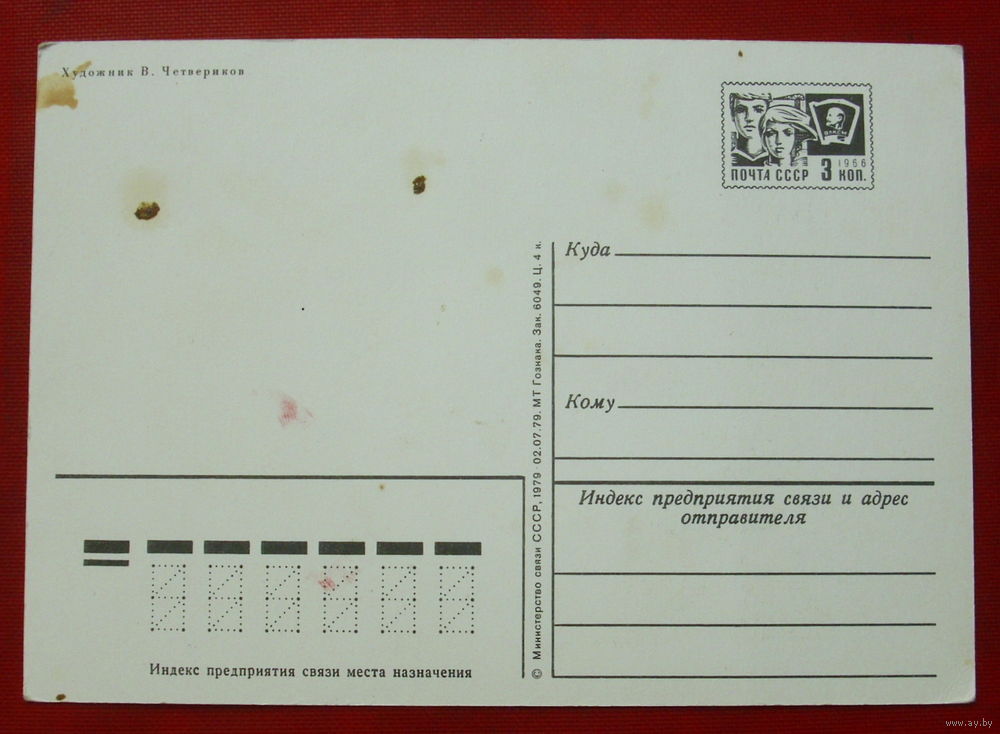 Художник В. Четвериков
ВЛКСМ
1966
ПОЧТА СССР 3 КОП.
Куда
Кому
Индекс предприятия связи и адрес
отправителя
© Министерство связи СССР, 1979 02.07.79. МТ Гознака. Зак. 6049. Ц. 4 к.
Индекс предприятия связи места назначения
www.ay.by